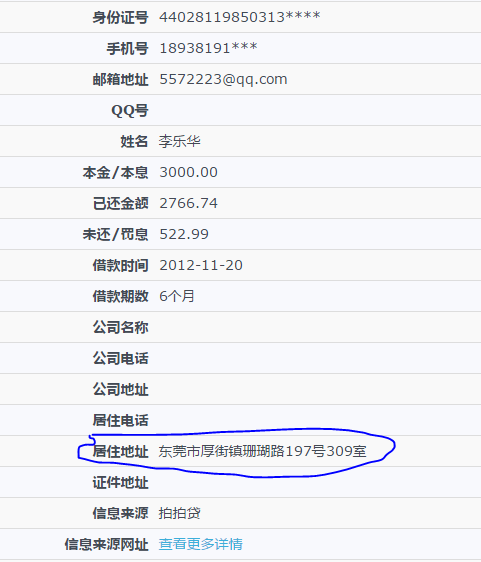 身份证号 44028119850313****
手机号 18938191***
邮箱地址 5572223@qq.com
QQ号
姓名 李乐华
本金/本息 3000.00
已还金额 2766.74
未还/罚息 522.99
借款时间 2012-11-20
借款期数 6个月
公司名称
公司电话
公司地址
居住电话
居住地址 东莞市厚街镇珊瑚路197号309室
证件地址
信息来源 拍拍贷
信息来源网址 查看更多详情